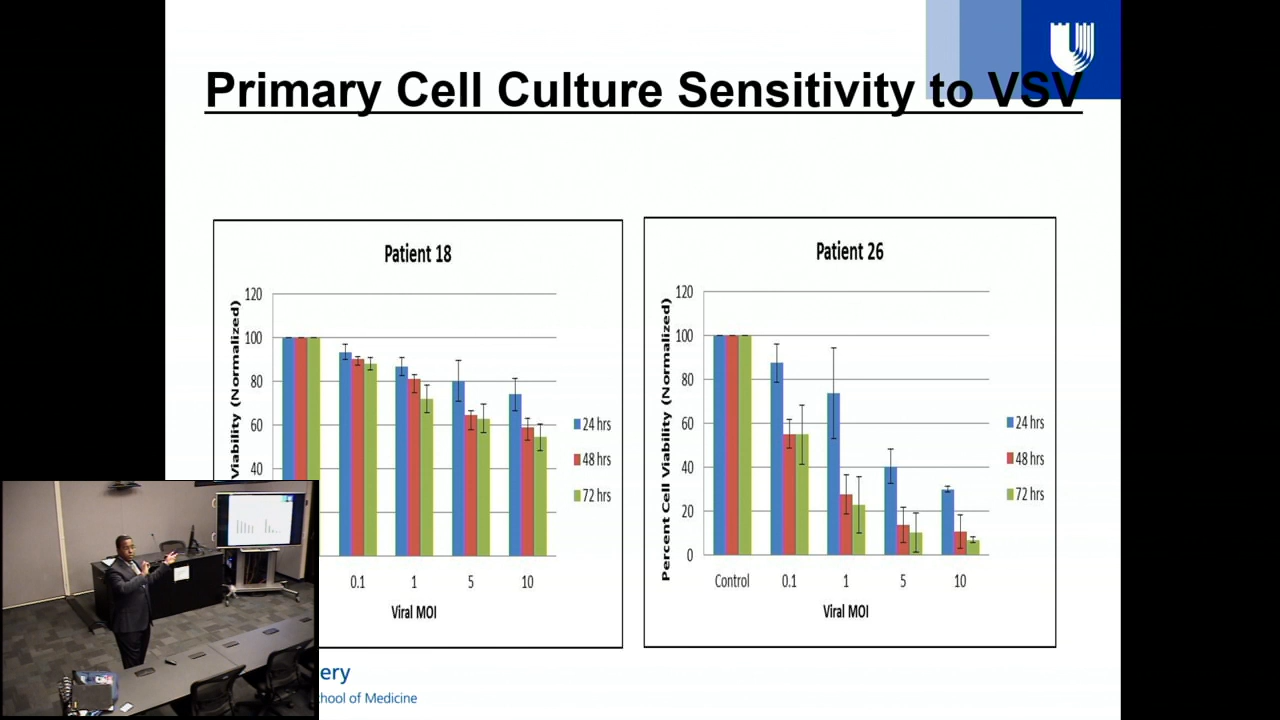 Primary Cell Culture Sensitivity to VSV
Patient 18
Viability (Normalized)
120
100
80
60
40
0.1
1
5
10
Viral MOI
24 hrs
48 hrs
72 hrs
Patient 26
Percent Cell Viability (Normalized)
120
100
80
60
40
20
0
Control
0.1
1
5
10
Viral MOI
24 hrs
48 hrs
72 hrs
ery
hool of Medicine